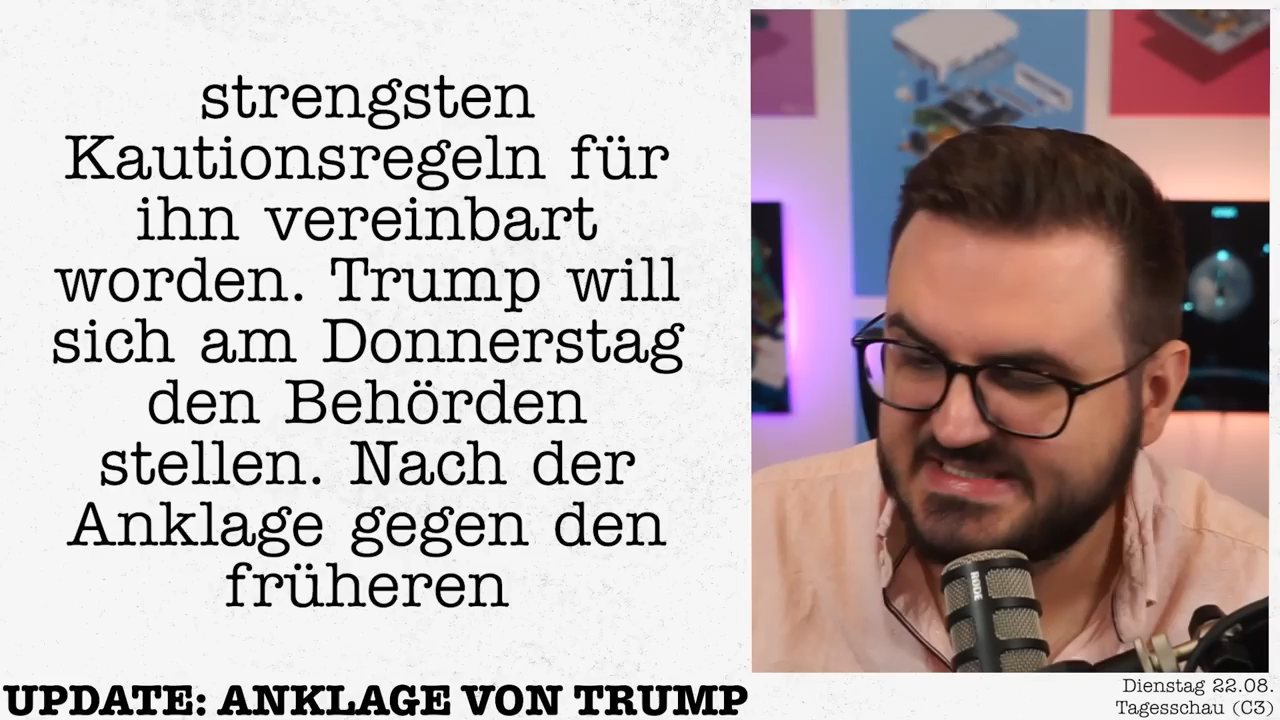 strengsten
Kautionsregeln für
ihn vereinbart
worden. Trump will
sich am Donnerstag
den Behörden
stellen. Nach der
Anklage gegen den
früheren
RØDE
UPDATE: ANKLAGE VON TRUMP
Dienstag 22.08.
Tagesschau (C3)